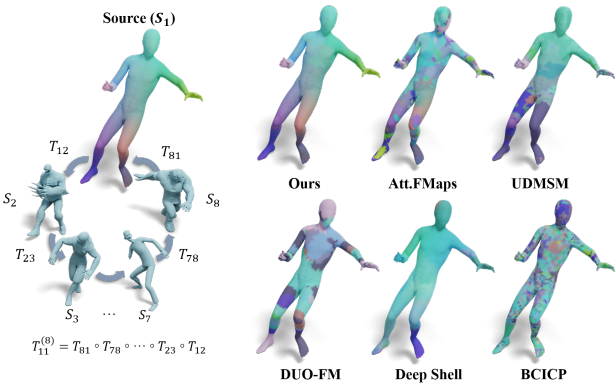 Source (S₁)
T₁₂
T₈₁
S₂
S₈
T₂₃
T₇₈
S₃
⋯
S₇
T₁₁⁽⁸⁾ = T₈₁ ∘ T₇₈ ∘ ⋯ ∘ T₂₃ ∘ T₁₂
Ours
Att.FMaps
UDMSM
DUO-FM
Deep Shell
BCICP